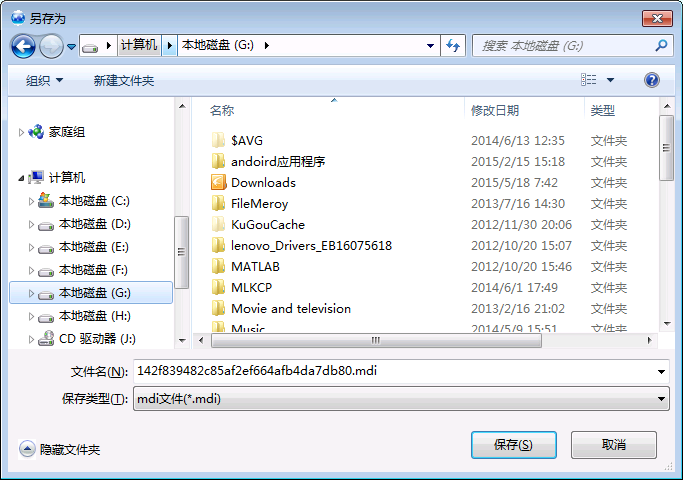 另存为
计算机 本地磁盘 (G:) 搜索 本地磁盘 (G:)
组织 新建文件夹
名称 修改日期 类型
家庭组
计算机
本地磁盘 (C:)
本地磁盘 (D:)
本地磁盘 (E:)
本地磁盘 (F:)
本地磁盘 (G:)
本地磁盘 (H:)
CD 驱动器 (J:)
$AVG 2014/6/13 12:35 文件夹
andoird应用程序 2015/2/15 15:18 文件夹
Downloads 2015/5/18 7:42 文件夹
FileMeroy 2013/7/16 14:30 文件夹
KuGouCache 2012/11/30 20:06 文件夹
lenovo_Drivers_EB16075618 2012/10/20 15:07 文件夹
MATLAB 2012/10/20 15:46 文件夹
MLKCP 2014/6/1 17:49 文件夹
Movie and television 2013/2/16 21:02 文件夹
Music 2014/5/9 15:51 文件夹
文件名(N): 142f839482c85af2ef664afb4da7db80.mdi
保存类型(T): mdi文件(*.mdi)
隐藏文件夹 保存(S) 取消